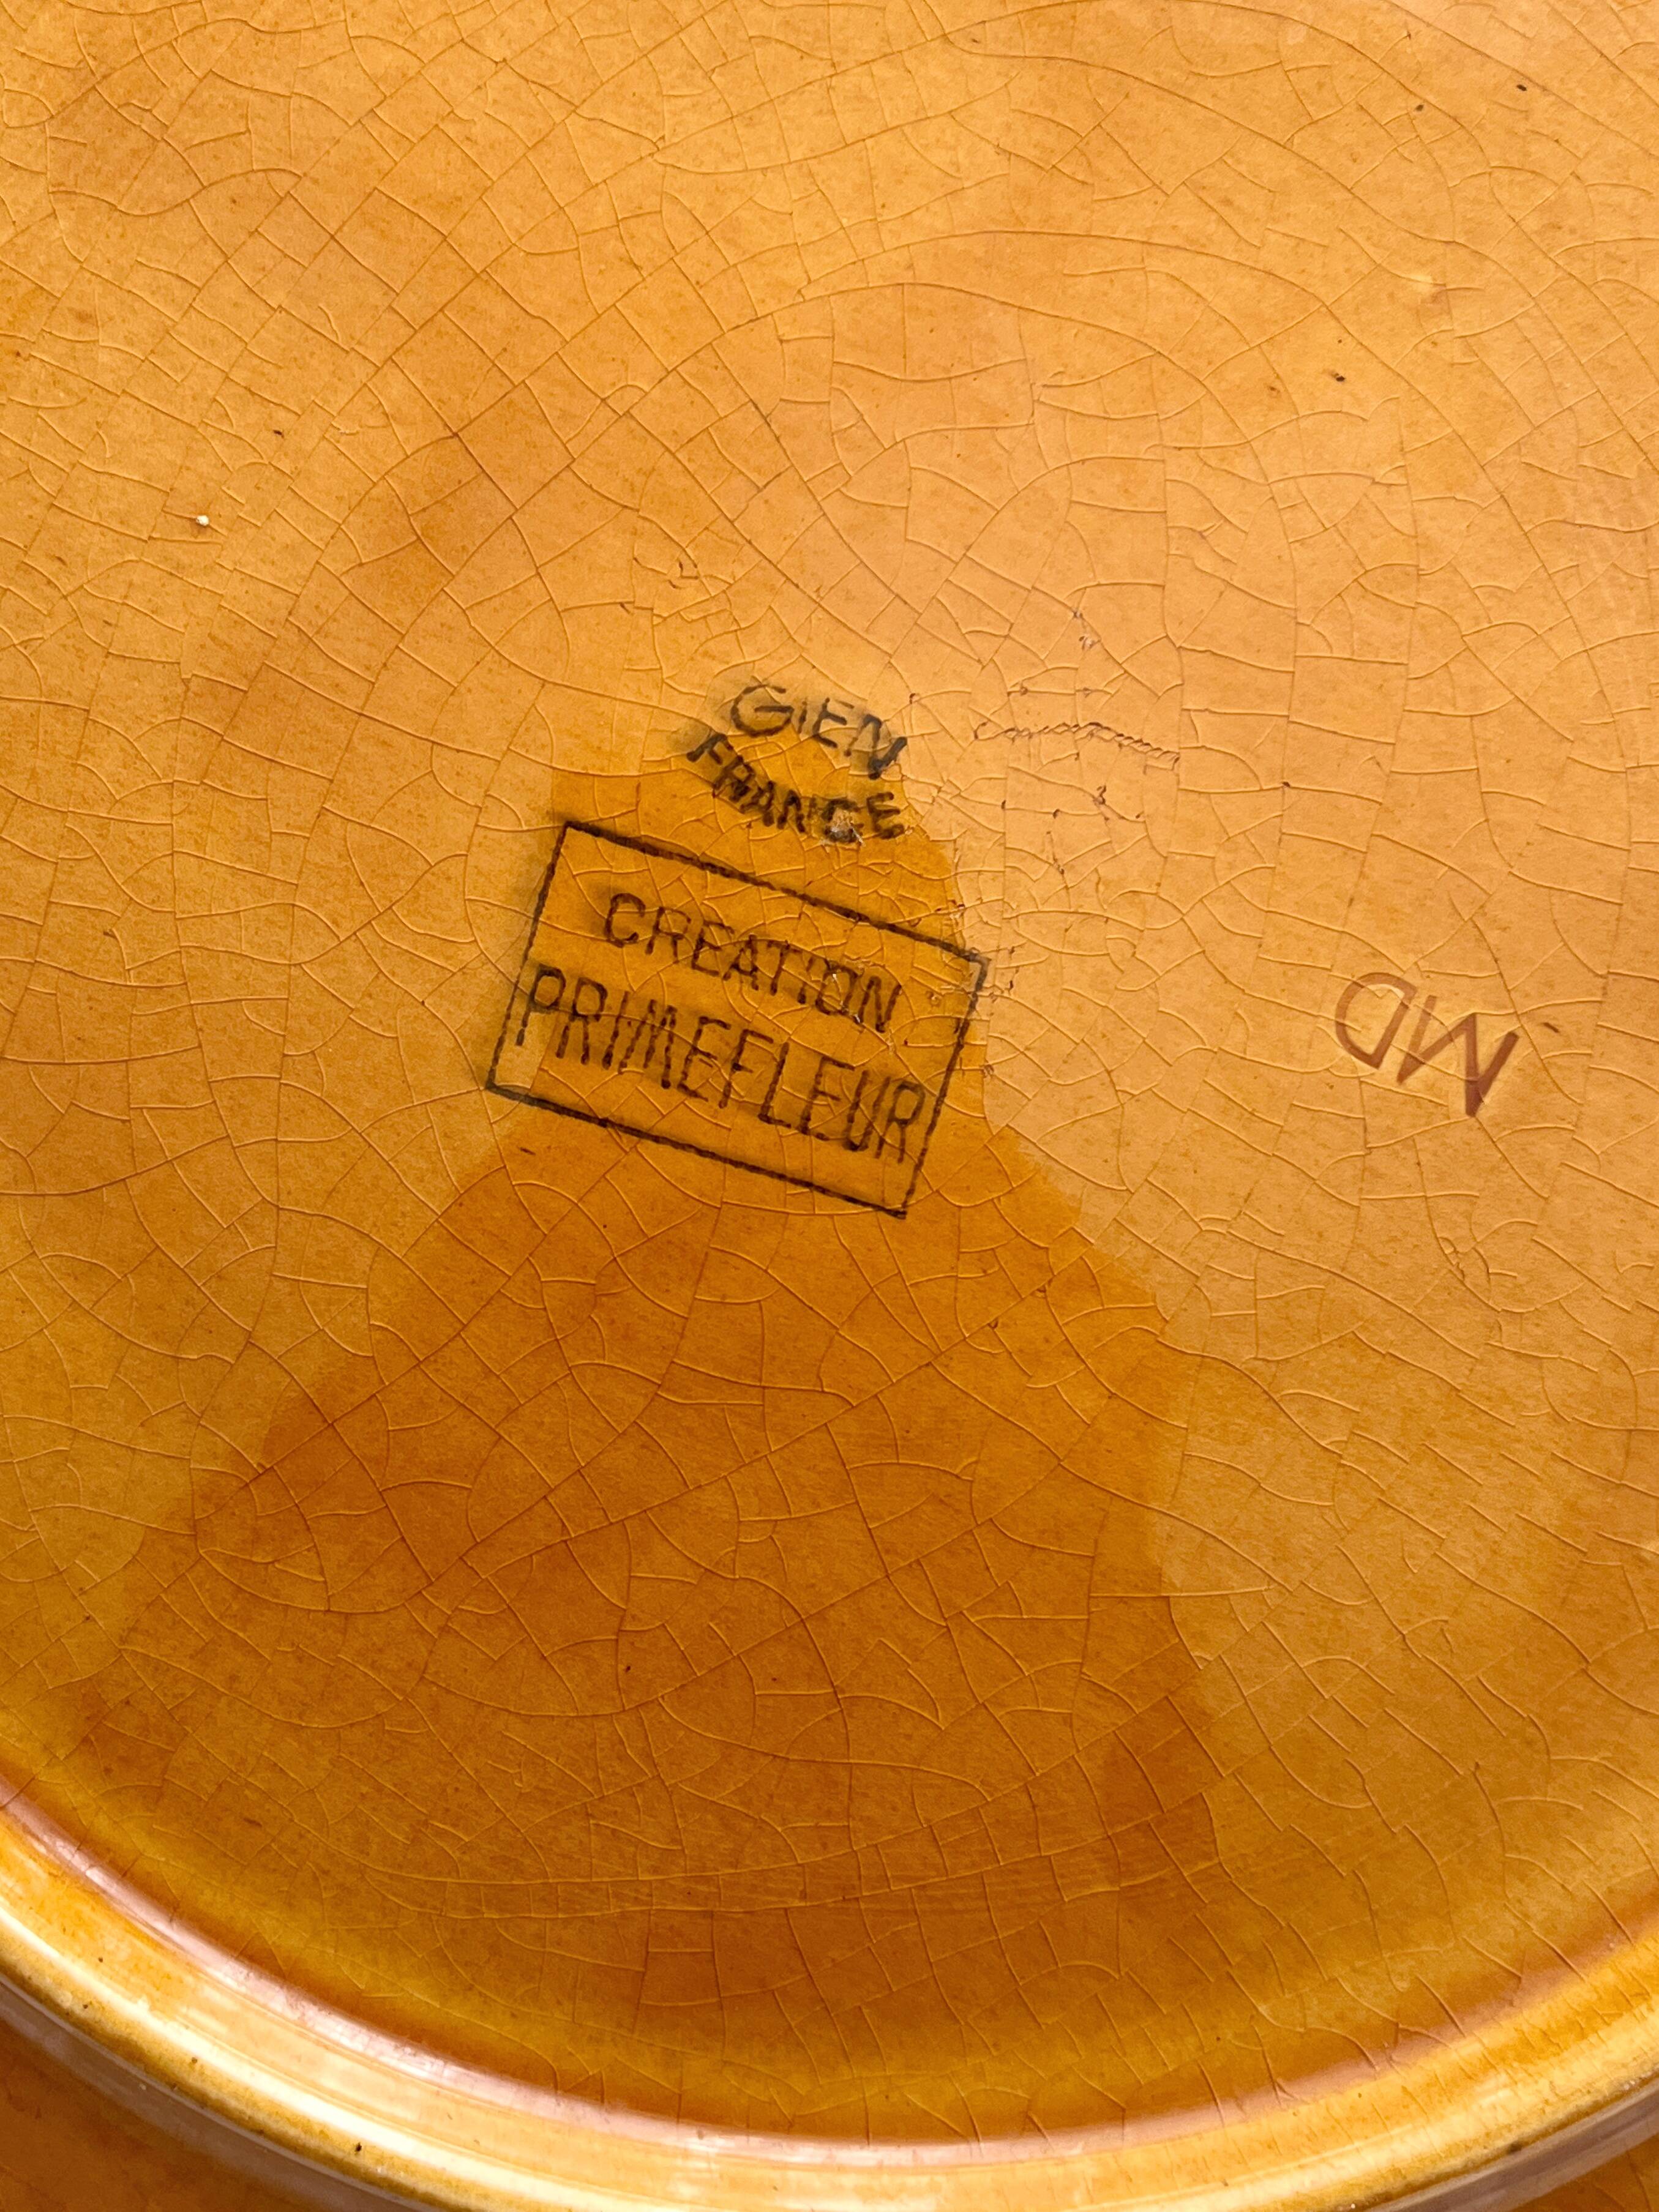 GIEN
FRANCE
CREATION
PRIMEFLEUR
MD